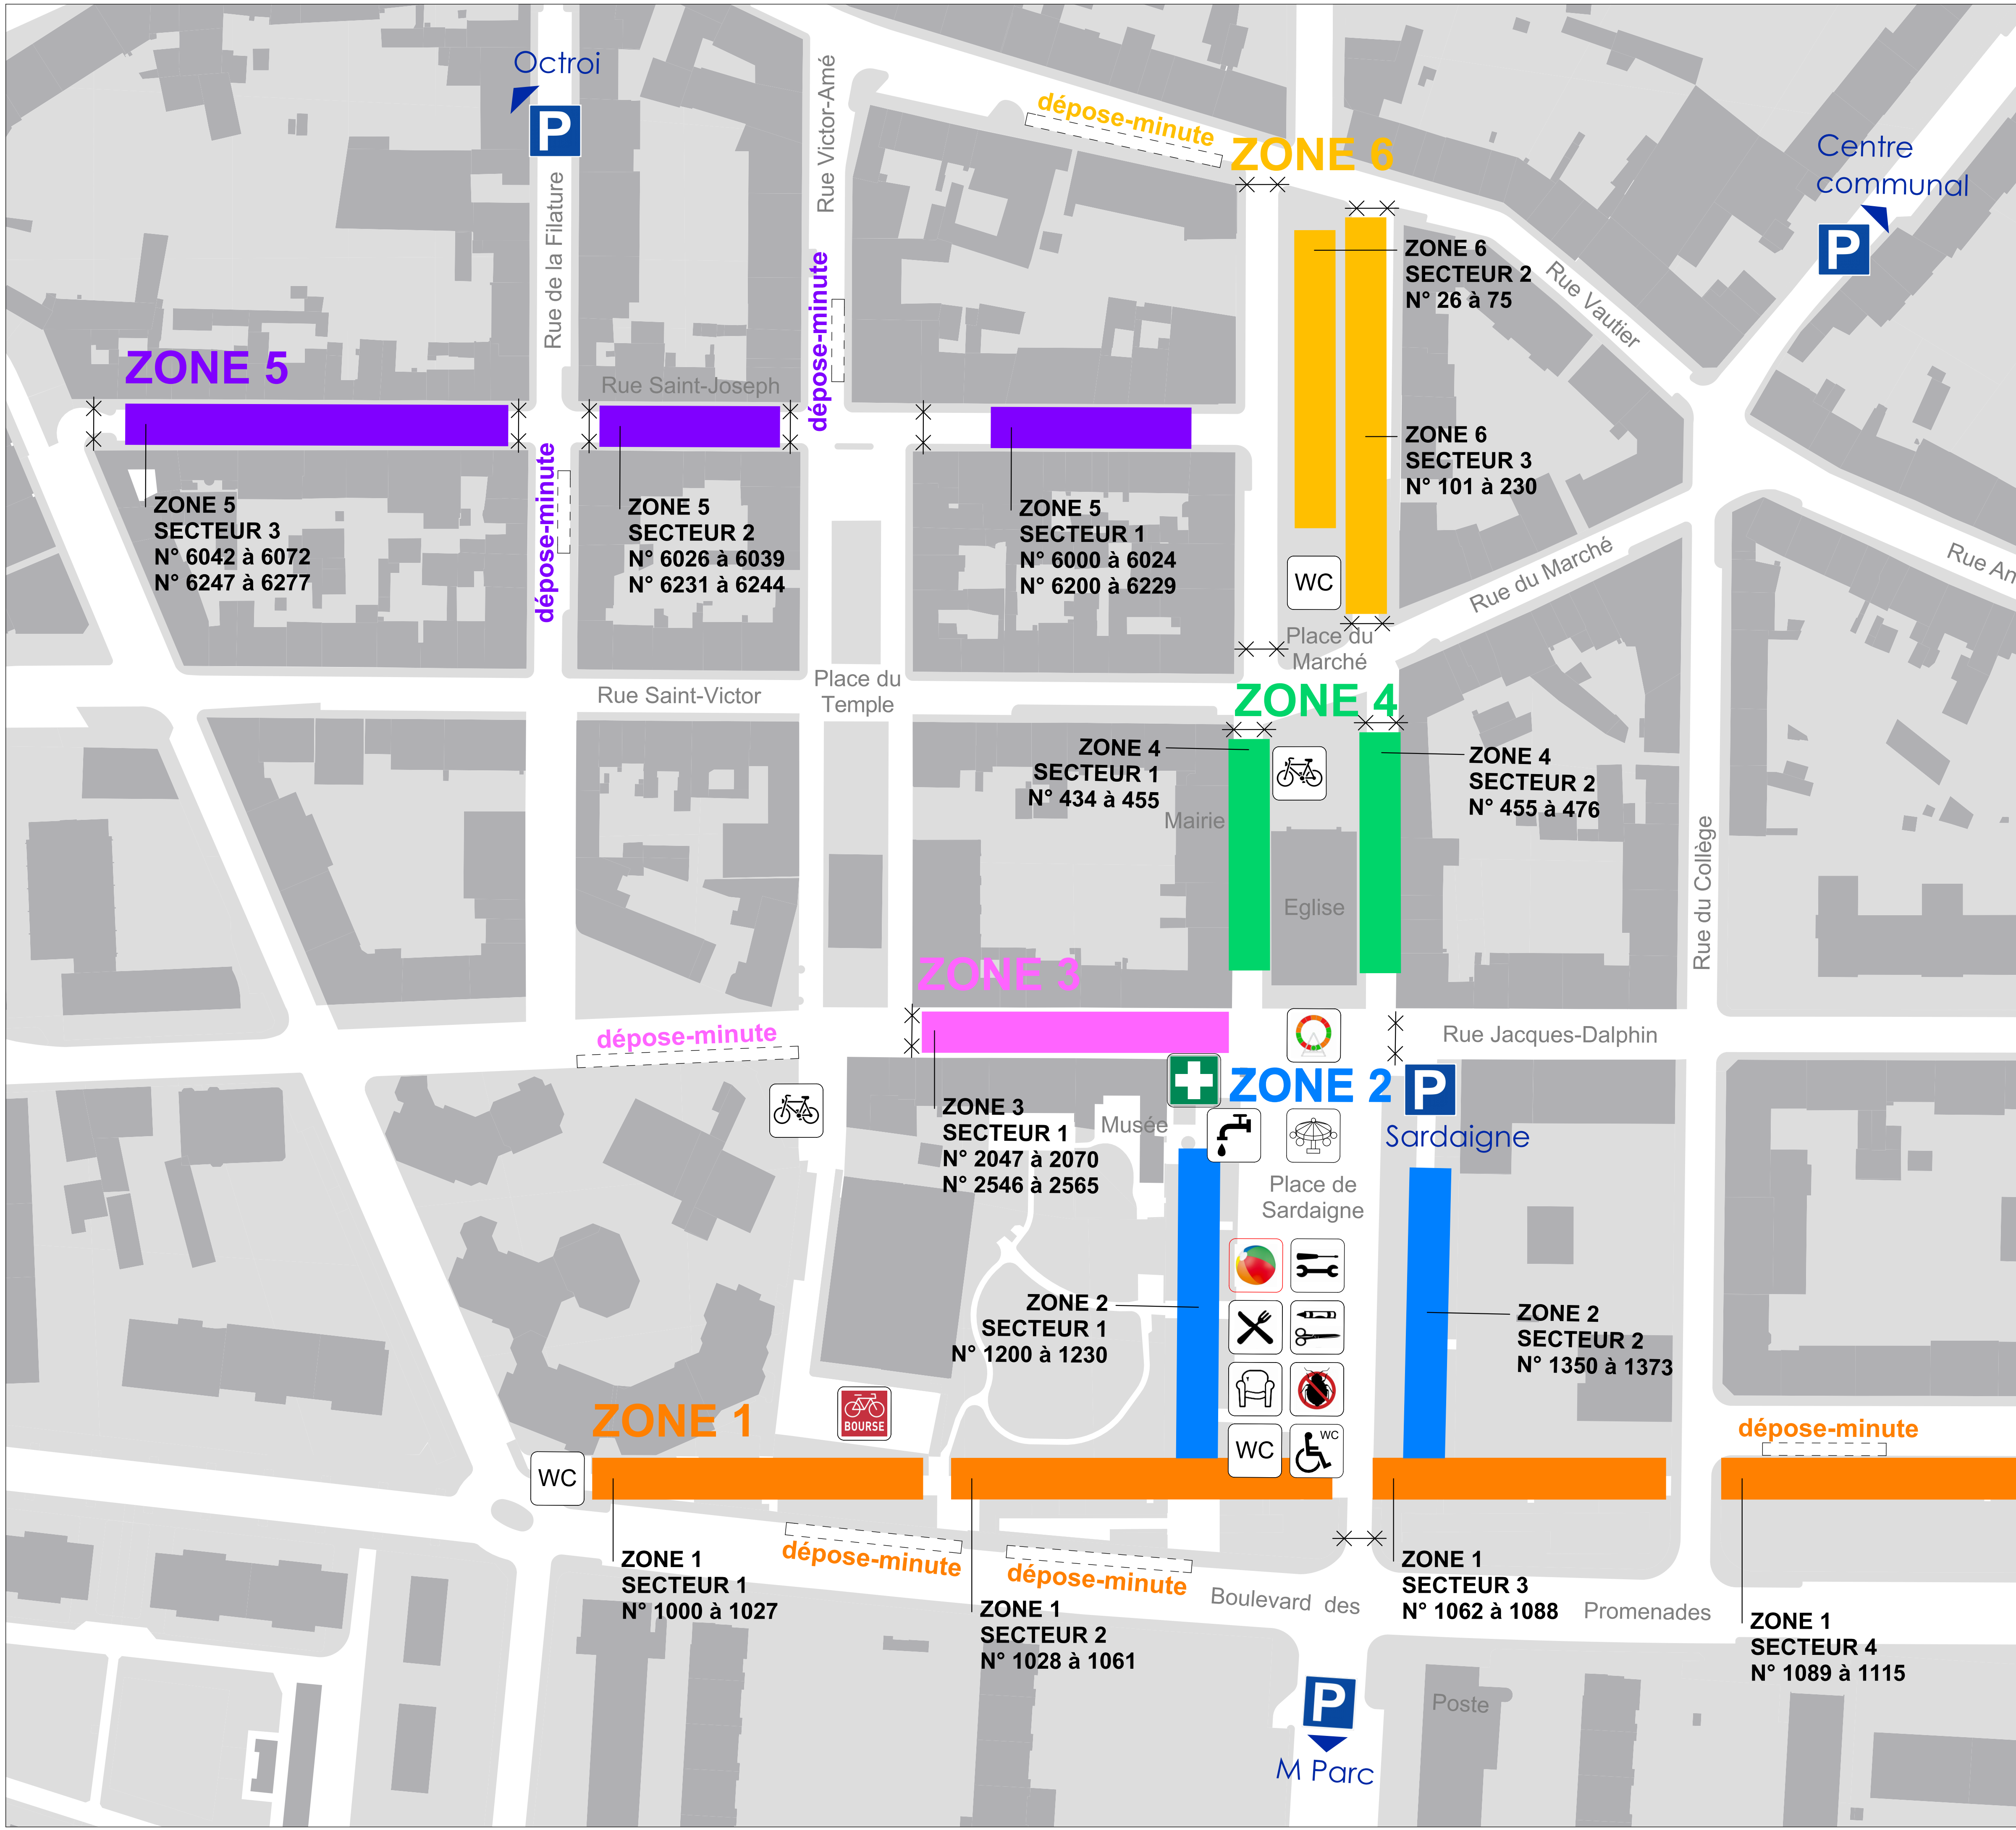 Octroi
P
Rue Victor-Amé
dépose-minute
ZONE 6
Centre
communal
P
Rue de la Filature
dépose-minute
ZONE 6
SECTEUR 2
N° 26 à 75
Rue Vautier
ZONE 5
Rue Saint-Joseph
ZONE 6
SECTEUR 3
N° 101 à 230
dépose-minute
ZONE 5
SECTEUR 3
N° 6042 à 6072
N° 6247 à 6277
ZONE 5
SECTEUR 2
N° 6026 à 6039
N° 6231 à 6244
ZONE 5
SECTEUR 1
N° 6000 à 6024
N° 6200 à 6229
WC
Rue du Marché
Rue An
Place du
Marché
Rue Saint-Victor
Place du
Temple
ZONE 4
ZONE 4
SECTEUR 1
N° 434 à 455
ZONE 4
SECTEUR 2
N° 455 à 476
Mairie
Eglise
Rue du Collège
ZONE 3
dépose-minute
Rue Jacques-Dalphin
ZONE 2
P
Sardaigne
ZONE 3
SECTEUR 1
N° 2047 à 2070
N° 2546 à 2565
Musée
Place de
Sardaigne
ZONE 2
SECTEUR 1
N° 1200 à 1230
ZONE 2
SECTEUR 2
N° 1350 à 1373
ZONE 1
BOURSE
dépose-minute
WC
WC
WC
dépose-minute
dépose-minute
ZONE 1
SECTEUR 1
N° 1000 à 1027
ZONE 1
SECTEUR 2
N° 1028 à 1061
Boulevard des
Promenades
ZONE 1
SECTEUR 3
N° 1062 à 1088
ZONE 1
SECTEUR 4
N° 1089 à 1115
P
M Parc
Poste